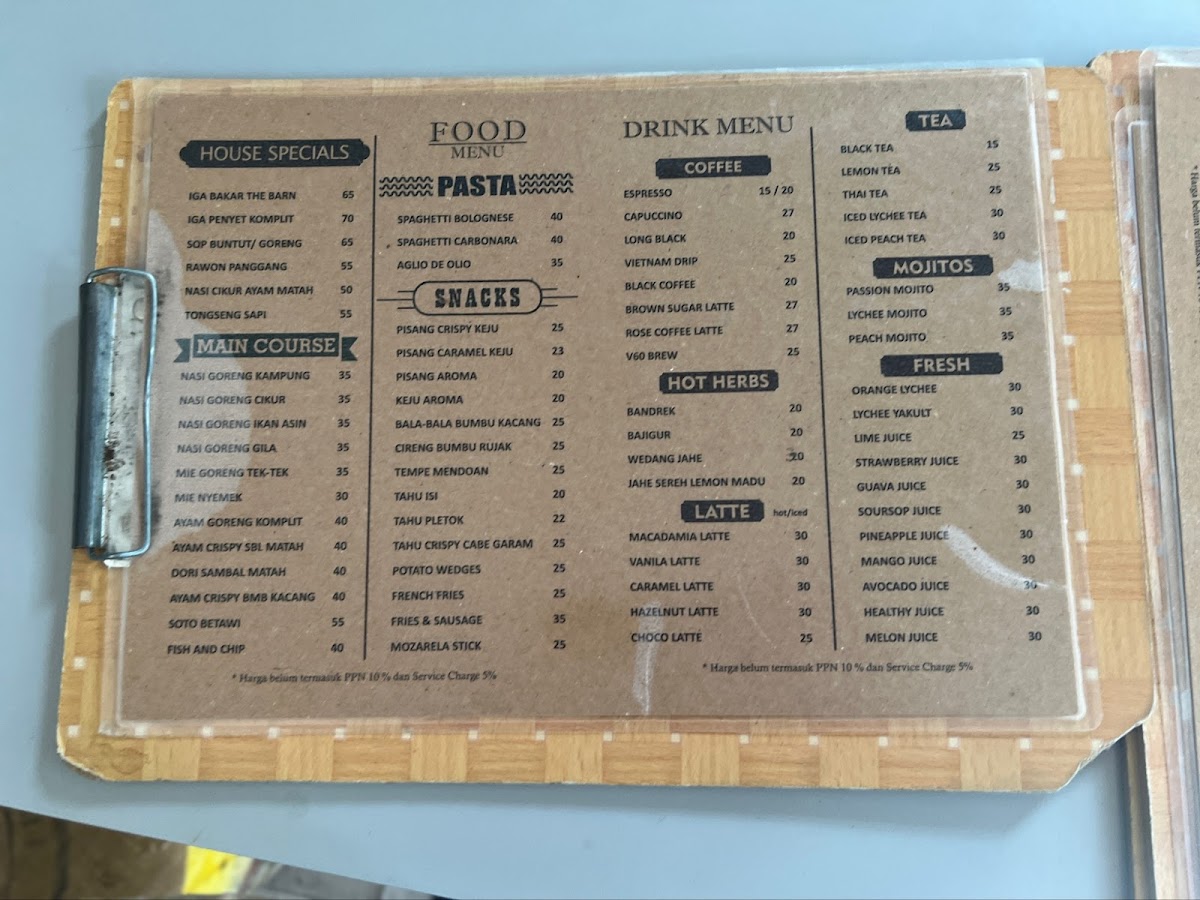 HOUSE SPECIALS
IGA BAKAR THE BARN 65
IGA PENYET KOMPLIT 70
SOP BUNTUT/ GORENG 65
RAWON PANGGANG 55
NASI CIKUR AYAM MATAH 50
TONGSENG SAPI 55
MAIN COURSE
NASI GORENG KAMPUNG 35
NASI GORENG CIKUR 35
NASI GORENG IKAN ASIN 35
NASI GORENG GILA 35
MIE GORENG TEK-TEK 35
MIE NYEMEK 30
AYAM GORENG KOMPLIT 40
AYAM CRISPY SBL MATAH 40
DORI SAMBAL MATAH 40
AYAM CRISPY BMB KACANG 40
SOTO BETAWI 55
FISH AND CHIP 40
FOOD
MENU
PASTA
SPAGHETTI BOLOGNESE 40
SPAGHETTI CARBONARA 40
AGLIO DE OLIO 35
SNACKS
PISANG CRISPY KEJU 25
PISANG CARAMEL KEJU 23
PISANG AROMA 20
KEJU AROMA 20
BALA-BALA BUMBU KACANG 25
CIRENG BUMBU RUJAK 25
TEMPE MENDOAN 25
TAHU ISI 20
TAHU PLETOK 22
TAHU CRISPY CABE GARAM 25
POTATO WEDGES 25
FRENCH FRIES 25
FRIES & SAUSAGE 35
MOZARELA STICK 25
* Harga belum termasuk PPN 10 % dan Service Charge 5%
DRINK MENU
COFFEE
ESPRESSO 15 / 20
CAPUCCINO 27
LONG BLACK 20
VIETNAM DRIP 25
BLACK COFFEE 20
BROWN SUGAR LATTE 27
ROSE COFFEE LATTE 27
V60 BREW 25
HOT HERBS
BANDREK 20
BAJIGUR 20
WEDANG JAHE 20
JAHE SEREH LEMON MADU 20
LATTE hot/iced
MACADAMIA LATTE 30
VANILA LATTE 30
CARAMEL LATTE 30
HAZELNUT LATTE 30
CHOCO LATTE 25
TEA
BLACK TEA 15
LEMON TEA 25
THAI TEA 25
ICED LYCHEE TEA 30
ICED PEACH TEA 30
MOJITOS
PASSION MOJITO 35
LYCHEE MOJITO 35
PEACH MOJITO 35
FRESH
ORANGE LYCHEE 30
LYCHEE YAKULT 30
LIME JUICE 25
STRAWBERRY JUICE 30
GUAVA JUICE 30
SOURSOP JUICE 30
PINEAPPLE JUICE 30
MANGO JUICE 30
AVOCADO JUICE 30
HEALTHY JUICE 30
MELON JUICE 30
* Harga belum termasuk PPN 10 % dan Service Charge 5%
Harga belum termasuk